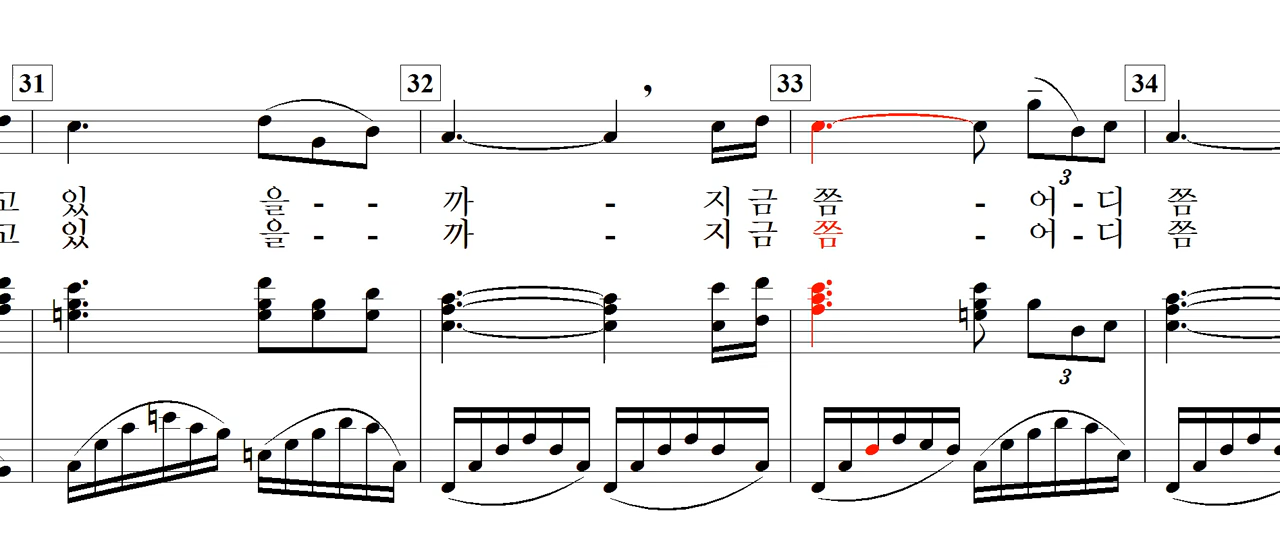 31 32 , 33 34
3
고 있 을 - - 까 - 지 금 쯤 - 어 - 디 쯤
고 있 을 - - 까 - 지 금 쯤 - 어 - 디 쯤
3